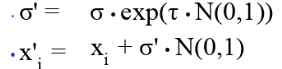 • σ' = σ • exp(τ • N(0,1))
• x'ᵢ = xᵢ + σ' • N(0,1)